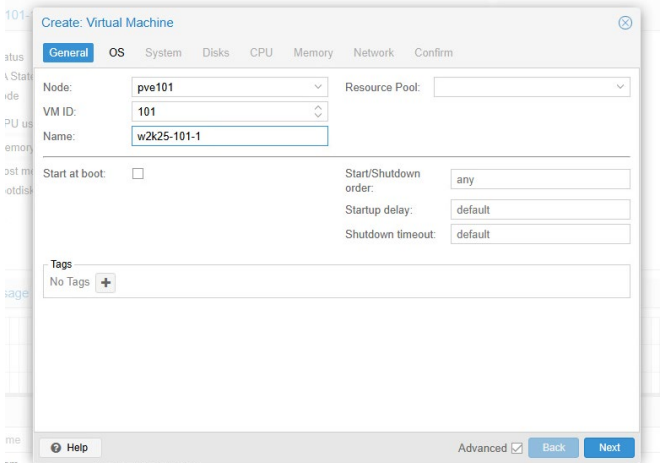 Create: Virtual Machine
General OS System Disks CPU Memory Network Confirm
Node: pve101 Resource Pool:
VM ID: 101
Name: w2k25-101-1
Start at boot: Start/Shutdown order: any
Startup delay: default
Shutdown timeout: default
Tags
No Tags
Help Advanced Back Next